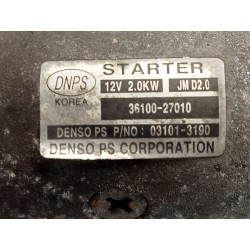 DNPS STARTER
KOREA 12V 2.0KW JM D2.0
36100-27010
DENSO PS P/NO: 03101-3190
DENSO PS CORPORATION